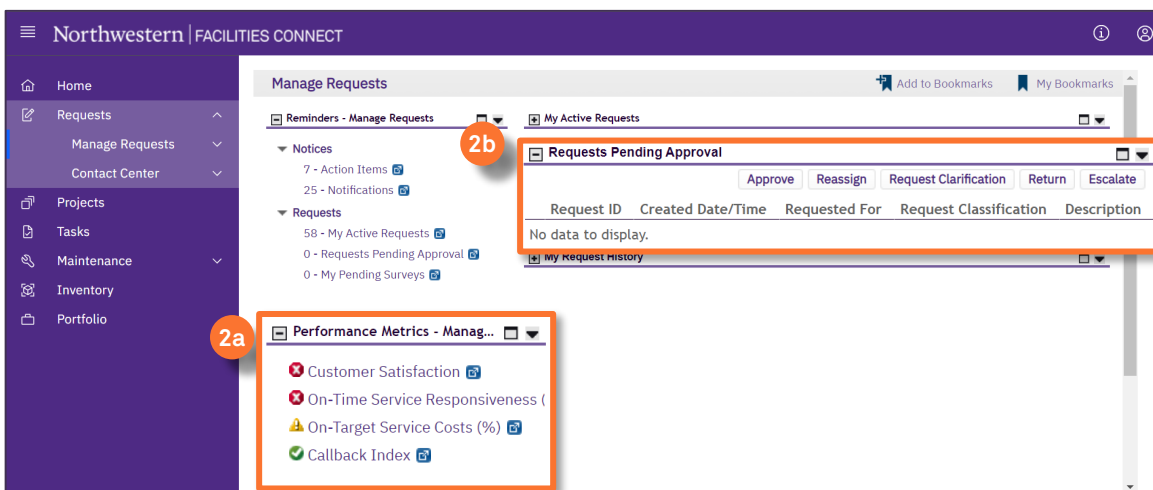 Northwestern | FACILITIES CONNECT
Home
Requests
Manage Requests
Contact Center
Projects
Tasks
Maintenance
Inventory
Portfolio
Manage Requests
Add to Bookmarks
My Bookmarks
Reminders - Manage Requests
Notices
7 - Action Items
25 - Notifications
Requests
58 - My Active Requests
0 - Requests Pending Approval
0 - My Pending Surveys
2a
Performance Metrics - Manag...
Customer Satisfaction
On-Time Service Responsiveness (
On-Target Service Costs (%)
Callback Index
My Active Requests
2b
Requests Pending Approval
Approve Reassign Request Clarification Return Escalate
Request ID Created Date/Time Requested For Request Classification Description
No data to display.
My Request History